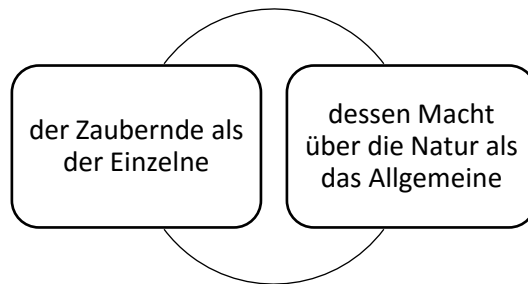 der Zaubernde als
der Einzelne
dessen Macht
über die Natur als
das Allgemeine